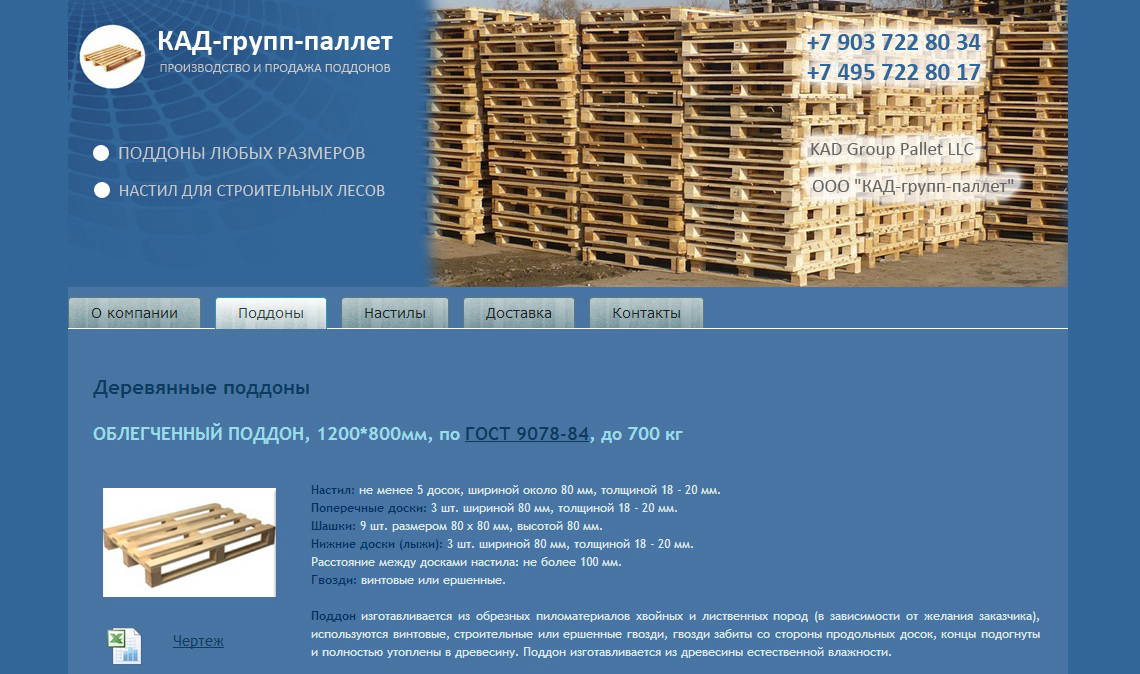 КАД-групп-паллет
ПРОИЗВОДСТВО И ПРОДАЖА ПОДДОНОВ
ПОДДОНЫ ЛЮБЫХ РАЗМЕРОВ
НАСТИЛ ДЛЯ СТРОИТЕЛЬНЫХ ЛЕСОВ
+7 903 722 80 34
+7 495 722 80 17
KAD Group Pallet LLC
ООО "КАД-групп-паллет"
О компании Поддоны Настилы Доставка Контакты
Деревянные поддоны
ОБЛЕГЧЕННЫЙ ПОДДОН, 1200*800мм, по ГОСТ 9078-84, до 700 кг
Настил: не менее 5 досок, шириной около 80 мм, толщиной 18 - 20 мм.
Поперечные доски: 3 шт. шириной 80 мм, толщиной 18 - 20 мм.
Шашки: 9 шт. размером 80 х 80 мм, высотой 80 мм.
Нижние доски (лыжи): 3 шт. шириной 80 мм, толщиной 18 - 20 мм.
Расстояние между досками настила: не более 100 мм.
Гвозди: винтовые или ершенные.
Поддон изготавливается из обрезных пиломатериалов хвойных и лиственных пород (в зависимости от желания заказчика),
используются винтовые, строительные или ершенные гвозди, гвозди забиты со стороны продольных досок, концы подогнуты
и полностью утоплены в древесину. Поддон изготавливается из древесины естественной влажности.
Чертеж